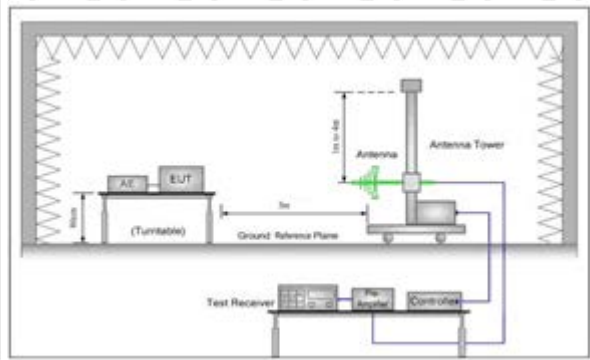 1m to 4m
Antenna
Antenna Tower
AE
EUT
80cm
3m
(Turntable)
Ground Reference Plane
Test Receiver
Pre-
Amplifier
Controller